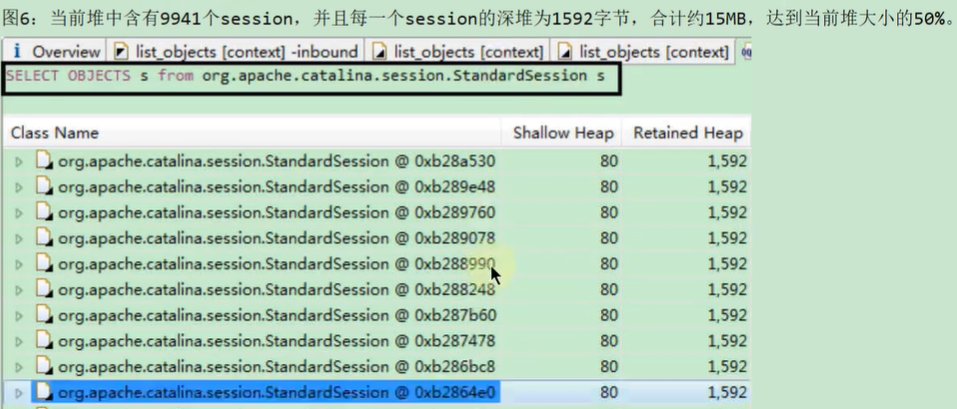 图6：当前堆中含有9941个session，并且每一个session的深堆为1592字节，合计约15MB，达到当前堆大小的50%。
i Overview list_objects [context] -inbound list_objects [context] list_objects [context]
SELECT OBJECTS s from org.apache.catalina.session.StandardSession s
Class Name Shallow Heap Retained Heap
org.apache.catalina.session.StandardSession @ 0xb28a530 80 1,592
org.apache.catalina.session.StandardSession @ 0xb289e48 80 1,592
org.apache.catalina.session.StandardSession @ 0xb289760 80 1,592
org.apache.catalina.session.StandardSession @ 0xb289078 80 1,592
org.apache.catalina.session.StandardSession @ 0xb288990 80 1,592
org.apache.catalina.session.StandardSession @ 0xb288248 80 1,592
org.apache.catalina.session.StandardSession @ 0xb287b60 80 1,592
org.apache.catalina.session.StandardSession @ 0xb287478 80 1,592
org.apache.catalina.session.StandardSession @ 0xb286bc8 80 1,592
org.apache.catalina.session.StandardSession @ 0xb2864e0 80 1,592